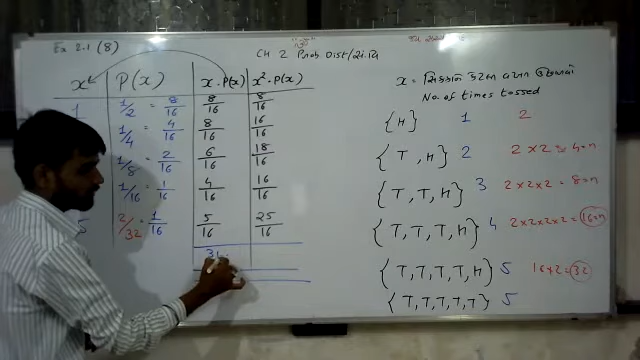 Ex 2.1 (8)
CH 2 Prob Dist/
x P(x) x·P(x) x²·P(x)
1 1/2 = 8/16 8/16 8/16
1/4 = 4/16 8/16 16/16
1/8 = 2/16 6/16 18/16
1/16 = 1/16 4/16 16/16
5 2/32 = 1/16 5/16 25/16
31
x =
No. of times tossed
{H} 1 2
{T, H} 2 2 x 2 = 4 = n
{T, T, H} 3 2 x 2 x 2 = 8 = n
{T, T, T, H} 4 2 x 2 x 2 x 2 = 16 = n
{T, T, T, T, H} 5 16 x 2 = 32
{T, T, T, T, T} 5